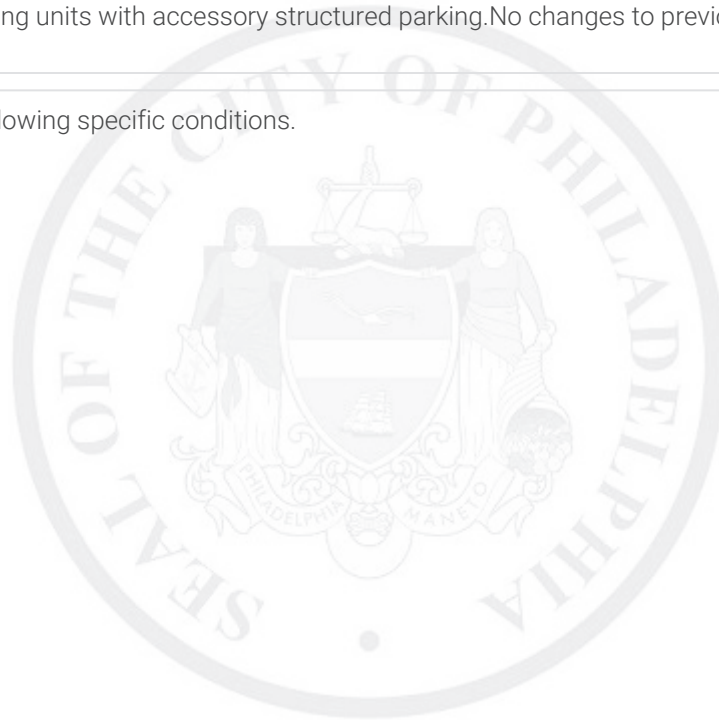 ng units with accessory structured parking.No changes to previo
lowing specific conditions.
SEAL OF THE CITY OF PHILADELPHIA
PHILADELPHIA MANETO